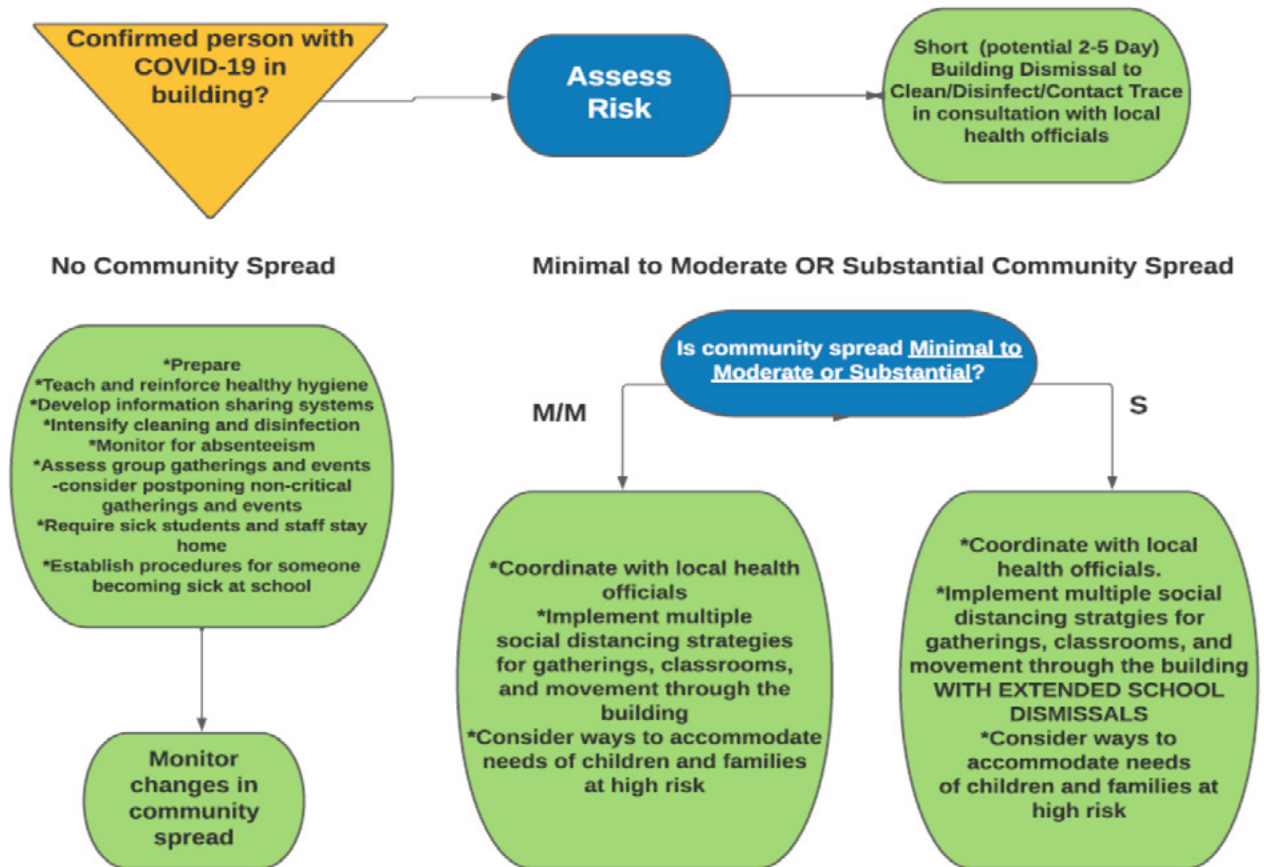 Confirmed person with
COVID-19 in
building?
Assess
Risk
Short (potential 2-5 Day)
Building Dismissal to
Clean/Disinfect/Contact Trace
in consultation with local
health officials
No Community Spread
Minimal to Moderate OR Substantial Community Spread
*Prepare
*Teach and reinforce healthy hygiene
*Develop information sharing systems
*Intensify cleaning and disinfection
*Monitor for absenteeism
*Assess group gatherings and events
-consider postponing non-critical
gatherings and events
*Require sick students and staff stay
home
*Establish procedures for someone
becoming sick at school
Monitor
changes in
community
spread
Is community spread Minimal to
Moderate or Substantial?
M/M
S
*Coordinate with local health
officials
*Implement multiple
social distancing strategies
for gatherings, classrooms,
and movement through the
building
*Consider ways to accommodate
needs of children and families
at high risk
*Coordinate with local
health officials.
*Implement multiple social
distancing stratgies for
gatherings, classrooms, and
movement through the building
WITH EXTENDED SCHOOL
DISMISSALS
*Consider ways to
accommodate needs
of children and families at
high risk